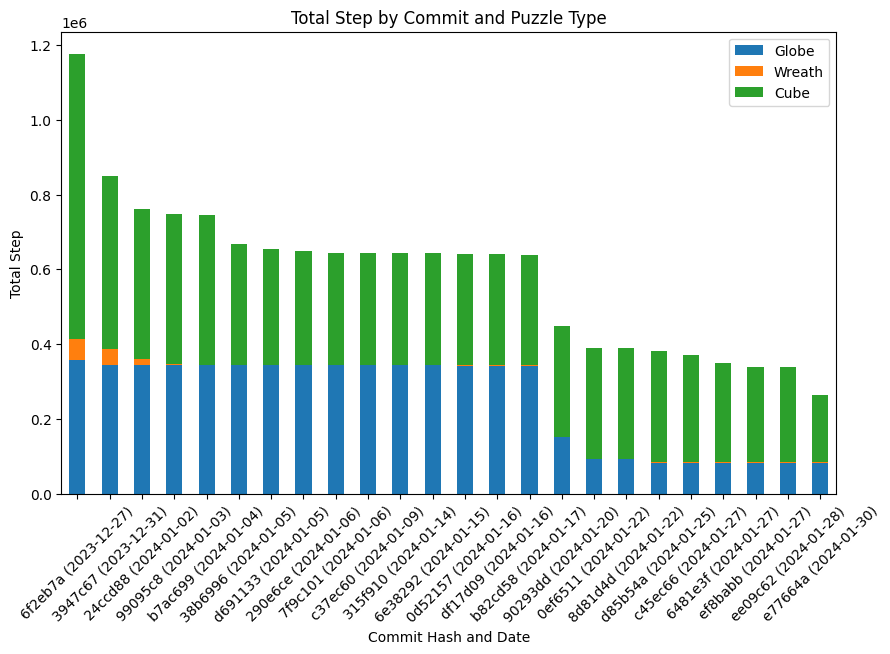 Total Step by Commit and Puzzle Type
1e6
1.2
1.0
0.8
0.6
0.4
0.2
0.0
Total Step
Globe
Wreath
Cube
6f2eb7a (2023-12-27)
3947c67 (2023-12-31)
24ccd88 (2024-01-02)
99095c8 (2024-01-03)
b7ac699 (2024-01-04)
38b6996 (2024-01-05)
d691133 (2024-01-05)
290e6ce (2024-01-06)
7f9c101 (2024-01-06)
c37ec60 (2024-01-09)
315f910 (2024-01-14)
6e38292 (2024-01-15)
0d52157 (2024-01-16)
df17d09 (2024-01-16)
b82cd58 (2024-01-17)
90293dd (2024-01-20)
0ef6511 (2024-01-22)
8d81d4d (2024-01-22)
d85b54a (2024-01-25)
c45ec66 (2024-01-27)
6481e3f (2024-01-27)
ef8babb (2024-01-27)
ee09c62 (2024-01-28)
e77664a (2024-01-30)
Commit Hash and Date